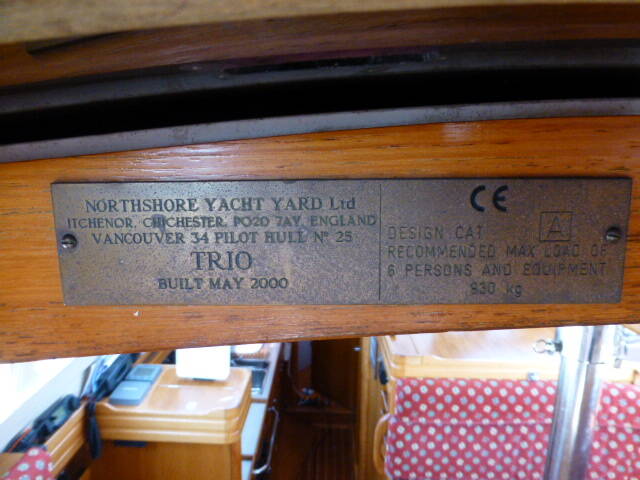 NORTHSHORE YACHT YARD Ltd
ITCHENOR, CHICHESTER, PO20 7AY, ENGLAND
VANCOUVER 34 PILOT HULL Nº 25
TRIO
BUILT MAY 2000
CE
DESIGN CAT A
RECOMMENDED MAX LOAD OF
6 PERSONS AND EQUIPMENT
930 kg